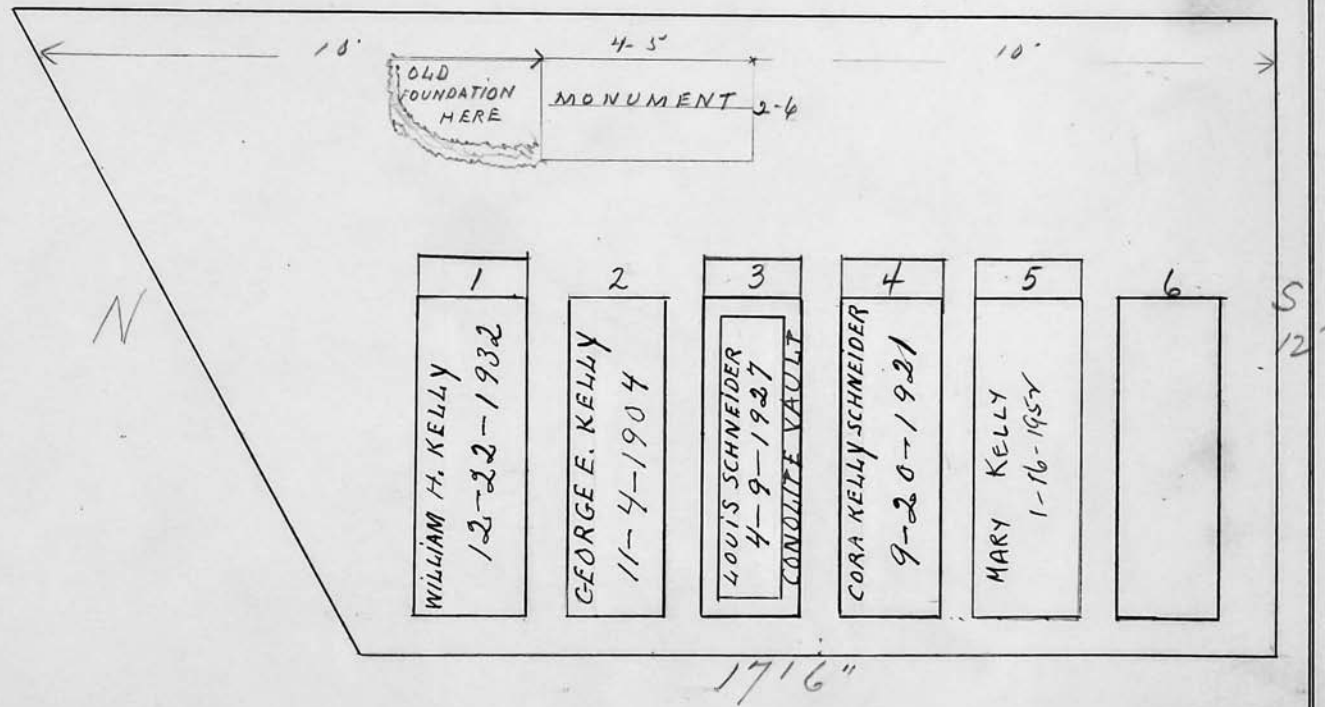 10' 4-5 10'
OLD
FOUNDATION
HERE
MONUMENT 2-6
N
S
12'
1
WILLIAM H. KELLY
12-22-1932
2
GEORGE E. KELLY
11-4-1904
3
LOUIS SCHNEIDER
4-9-1927
CONOLITE VAULT
4
CORA KELLY SCHNEIDER
9-20-1921
5
MARY KELLY
1-16-1952
6
17'6"